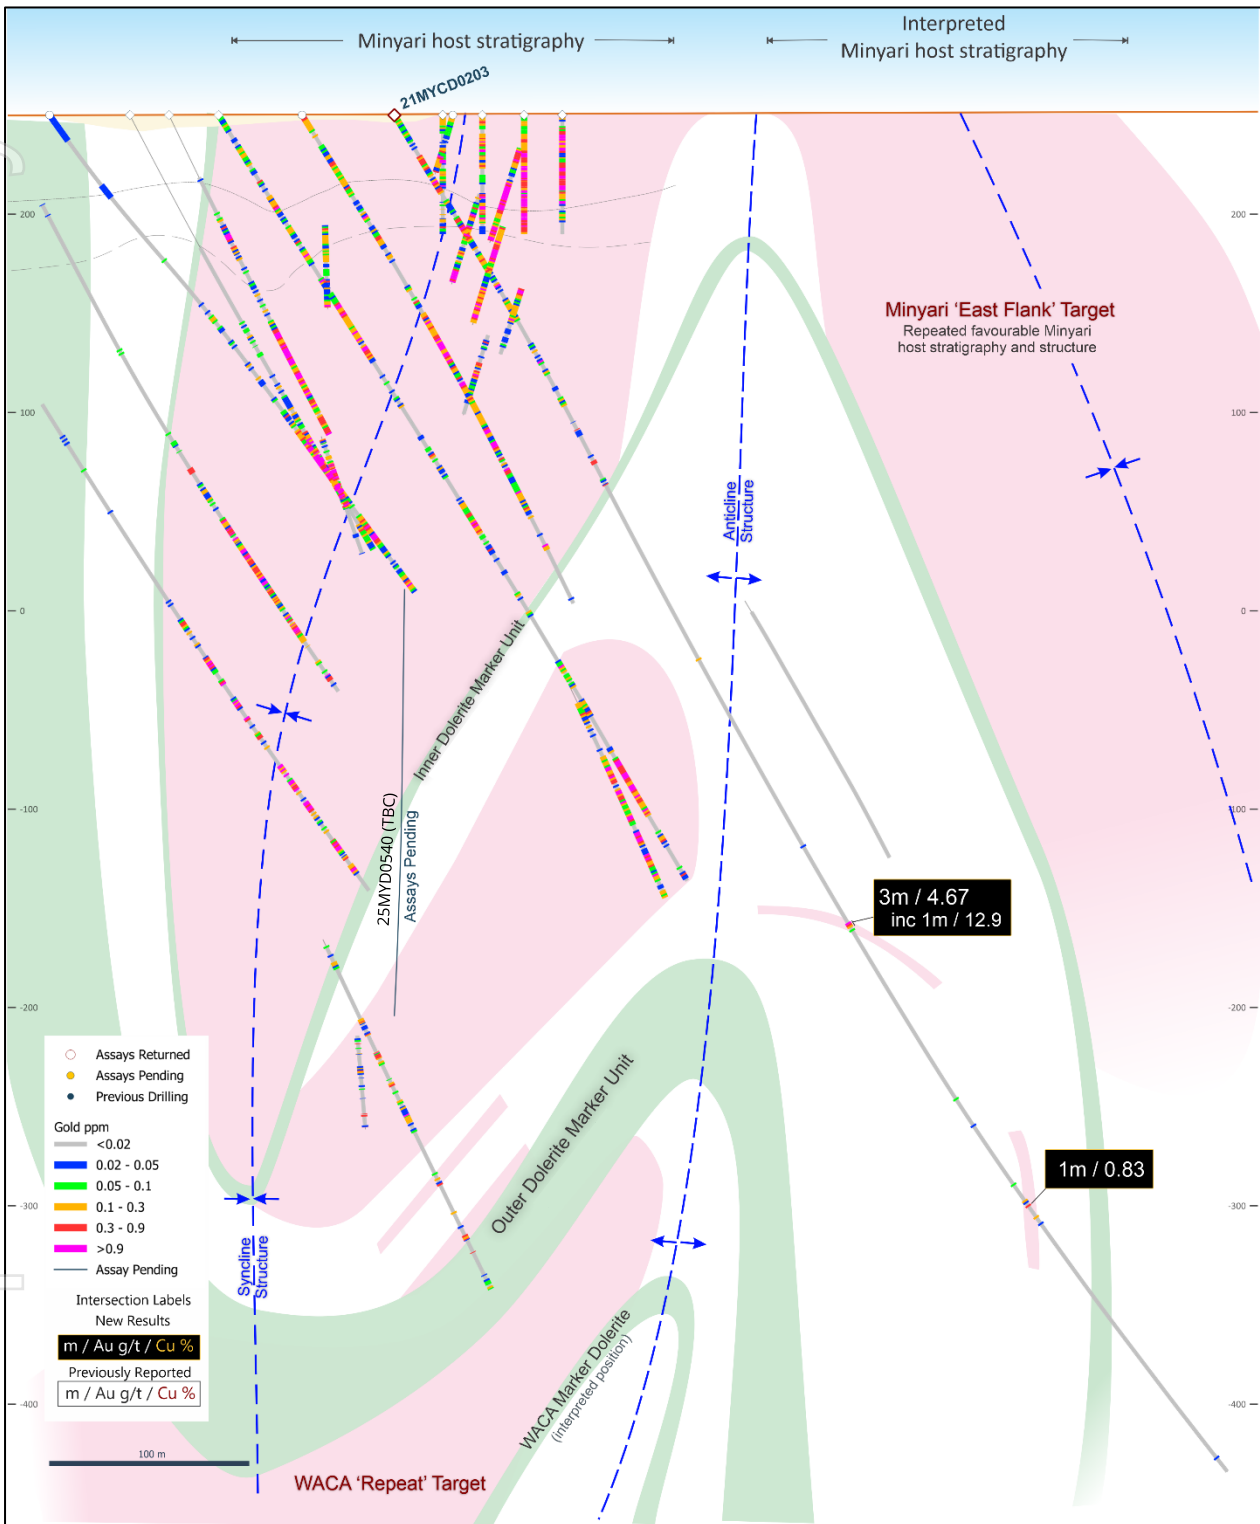 Minyari host stratigraphy
Interpreted
Minyari host stratigraphy
21MYCD0203
200
100
0
-100
-200
-300
-400
200
100
0
-100
-200
-300
-400
Minyari ‘East Flank’ Target
Repeated favourable Minyari
host stratigraphy and structure
Anticline
Structure
Inner Dolerite Marker Unit
25MYD0540 (TBC)
Assays Pending
3m / 4.67
inc 1m / 12.9
1m / 0.83
Outer Dolerite Marker Unit
Syncline
Structure
WACA Marker Dolerite
(interpreted position)
WACA ‘Repeat’ Target
Assays Returned
Assays Pending
Previous Drilling
Gold ppm
<0.02
0.02 - 0.05
0.05 - 0.1
0.1 - 0.3
0.3 - 0.9
>0.9
Assay Pending
Intersection Labels
New Results
m / Au g/t / Cu %
Previously Reported
m / Au g/t / Cu %
100 m